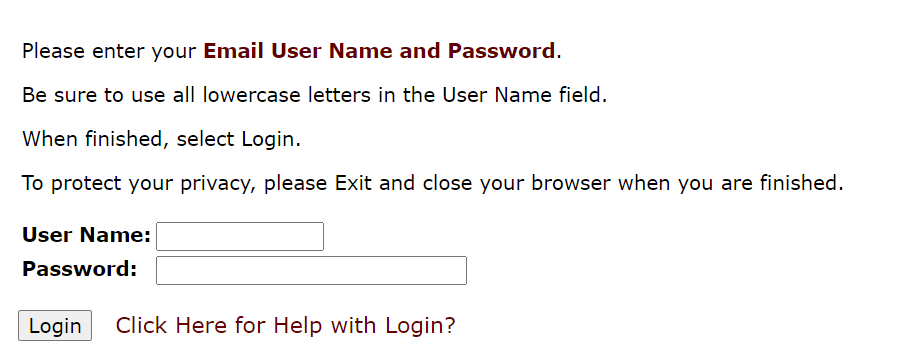 Please enter your Email User Name and Password.
Be sure to use all lowercase letters in the User Name field.
When finished, select Login.
To protect your privacy, please Exit and close your browser when you are finished.
User Name:
Password:
Login Click Here for Help with Login?